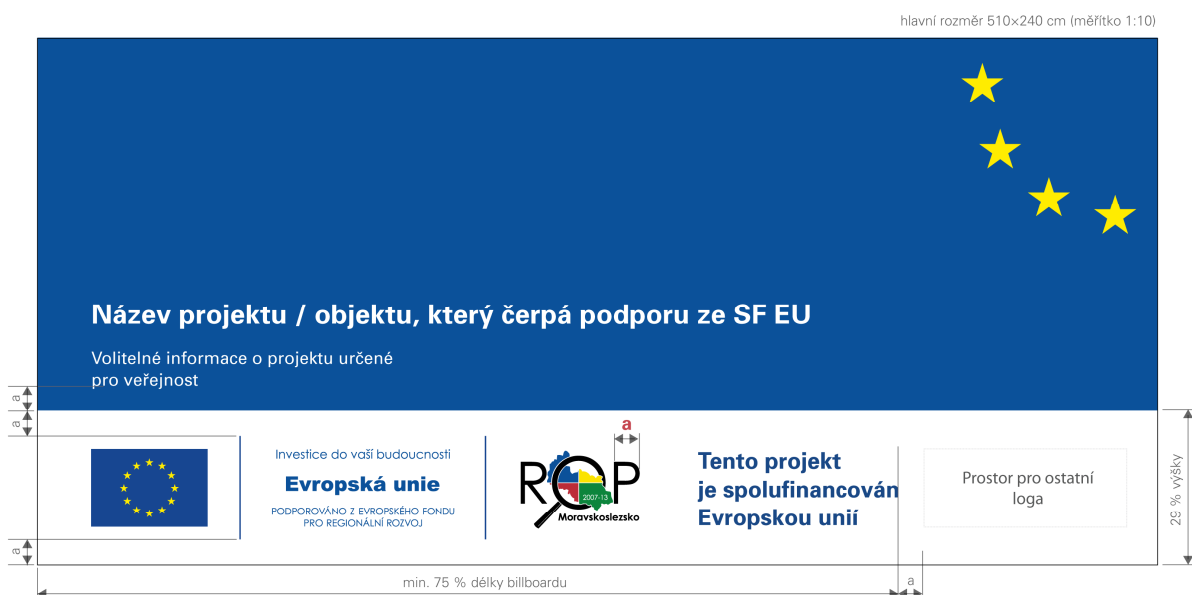 hlavní rozměr 510×240 cm (měřítko 1:10)
Název projektu / objektu, který čerpá podporu ze SF EU
Volitelné informace o projektu určené
pro veřejnost
a
a
a
Investice do vaší budoucnosti
Evropská unie
PODPOROVÁNO Z EVROPSKÉHO FONDU
PRO REGIONÁLNÍ ROZVOJ
a
ROP
2007-13
Moravskoslezsko
Tento projekt
je spolufinancován
Evropskou unií
Prostor pro ostatní
loga
29 % výšky
min. 75 % délky billboardu
a